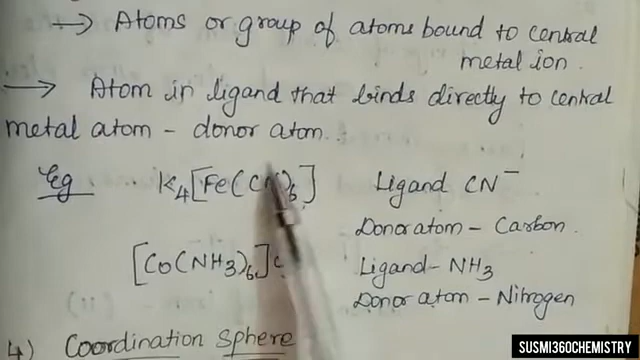 → Atoms or group of atoms bound to central
metal ion.
→ Atom in ligand that binds directly to central
metal atom - donor atom.
Eg K4[Fe(CN)6] Ligand CN⁻
Donor atom - Carbon.
[Co(NH3)6]C Ligand - NH3
Donor atom - Nitrogen
4) Coordination Sphere
SUSMI360CHEMISTRY